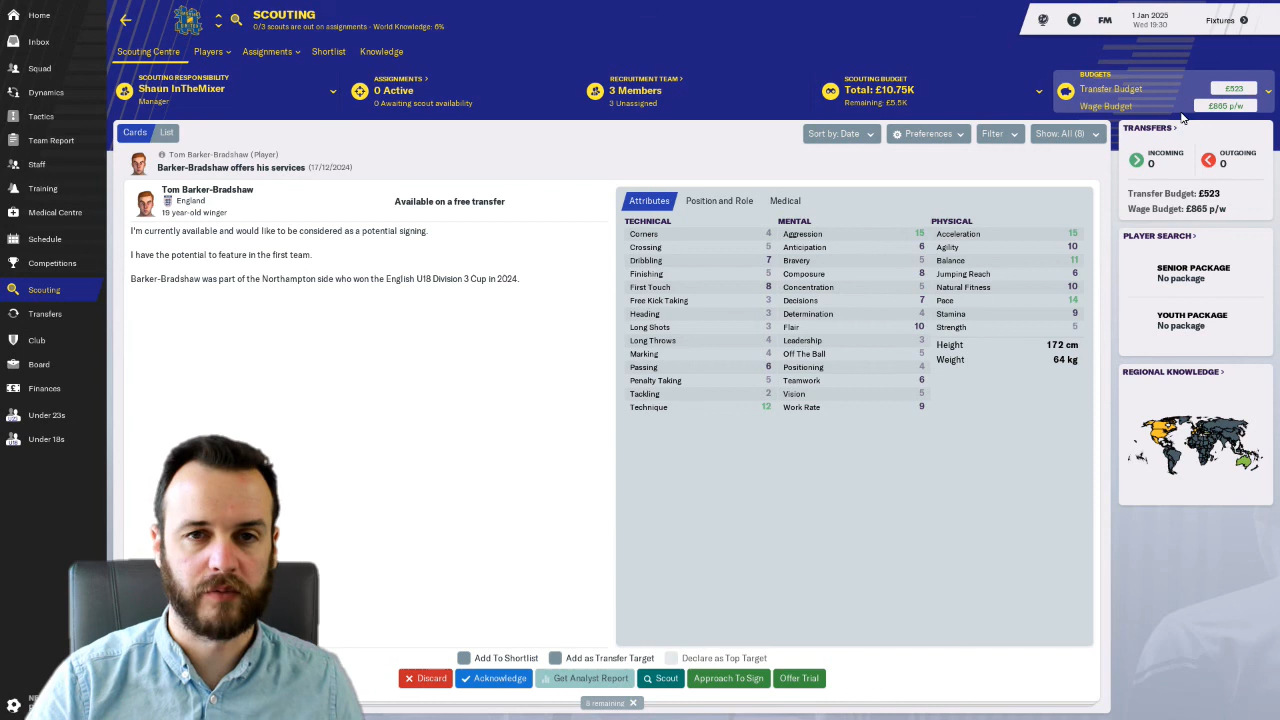 Home
Inbox
Squad
Dynamics
Tactics
Team Report
Staff
Training
Medical Centre
Schedule
Competitions
Scouting
Transfers
Club
Board
Finances
Under 23s
Under 18s
SCOUTING
0/3 scouts are out on assignments - World Knowledge: 6%
FM
1 Jan 2025
Wed 19:30
Fixtures
Scouting Centre Players Assignments Shortlist Knowledge
SCOUTING RESPONSIBILITY
Shaun InTheMixer
Manager
ASSIGNMENTS >
0 Active
0 Awaiting scout availability
RECRUITMENT TEAM >
3 Members
3 Unassigned
SCOUTING BUDGET
Total: £10.75K
Remaining: £5.5K
BUDGETS
Transfer Budget £523
Wage Budget £865 p/w
Cards List
Sort by: Date Preferences Filter Show: All (8)
Tom Barker-Bradshaw (Player)
Barker-Bradshaw offers his services (17/12/2024)
Tom Barker-Bradshaw
England
19 year-old winger
Available on a free transfer
I'm currently available and would like to be considered as a potential signing.
I have the potential to feature in the first team.
Barker-Bradshaw was part of the Northampton side who won the English U18 Division 3 Cup in 2024.
Attributes Position and Role Medical
TECHNICAL MENTAL PHYSICAL
Corners 4 Aggression 15 Acceleration 15
Crossing 5 Anticipation 6 Agility 10
Dribbling 7 Bravery 5 Balance 11
Finishing 5 Composure 8 Jumping Reach 6
First Touch 8 Concentration 5 Natural Fitness 10
Free Kick Taking 3 Decisions 7 Pace 14
Heading 3 Determination 4 Stamina 9
Long Shots 3 Flair 10 Strength 5
Long Throws 4 Leadership 3
Marking 4 Off The Ball 5
Passing 6 Positioning 4
Penalty Taking 5 Teamwork 6
Tackling 2 Vision 5
Technique 12 Work Rate 9
Height 172 cm
Weight 64 kg
Add To Shortlist Add as Transfer Target Declare as Top Target
Discard Acknowledge Get Analyst Report Scout Approach To Sign Offer Trial
8 remaining
TRANSFERS >
INCOMING
0
OUTGOING
0
Transfer Budget: £523
Wage Budget: £865 p/w
PLAYER SEARCH >
SENIOR PACKAGE
No package
YOUTH PACKAGE
No package
REGIONAL KNOWLEDGE >